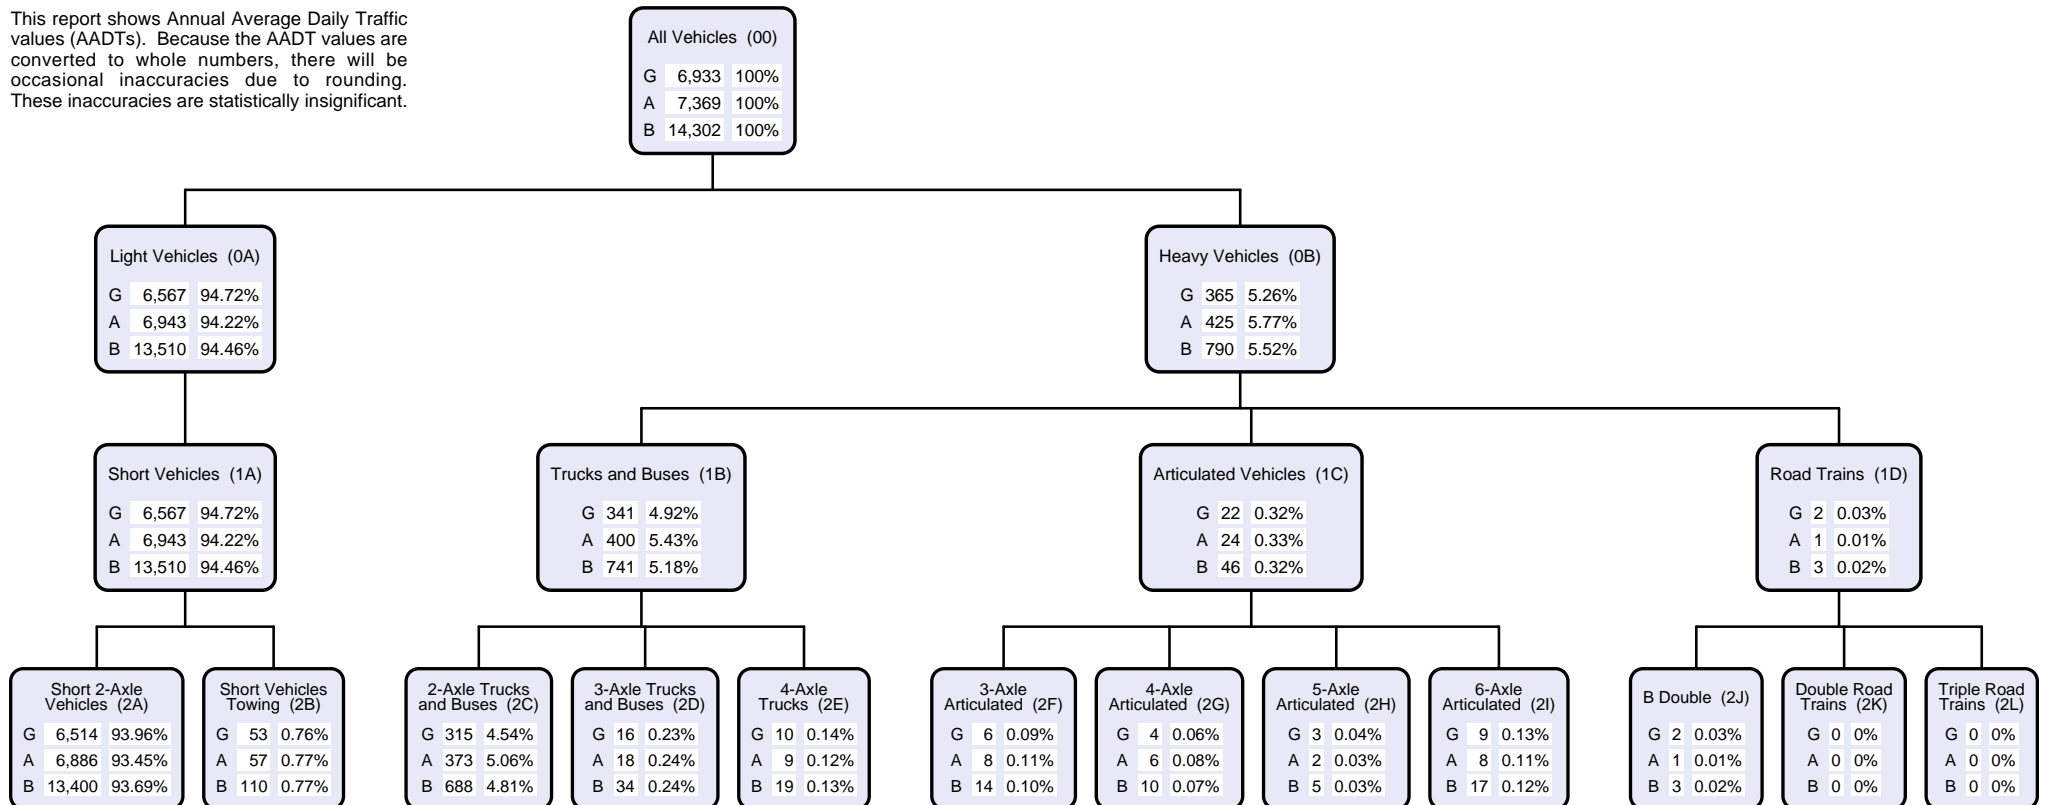 This report shows Annual Average Daily Traffic
values (AADTs). Because the AADT values are
converted to whole numbers, there will be
occasional inaccuracies due to rounding.
These inaccuracies are statistically insignificant.
All Vehicles (00)
G 6,933 100%
A 7,369 100%
B 14,302 100%
Light Vehicles (0A)
G 6,567 94.72%
A 6,943 94.22%
B 13,510 94.46%
Heavy Vehicles (0B)
G 365 5.26%
A 425 5.77%
B 790 5.52%
Short Vehicles (1A)
G 6,567 94.72%
A 6,943 94.22%
B 13,510 94.46%
Trucks and Buses (1B)
G 341 4.92%
A 400 5.43%
B 741 5.18%
Articulated Vehicles (1C)
G 22 0.32%
A 24 0.33%
B 46 0.32%
Road Trains (1D)
G 2 0.03%
A 1 0.01%
B 3 0.02%
Short 2-Axle
Vehicles (2A)
G 6,514 93.96%
A 6,886 93.45%
B 13,400 93.69%
Short Vehicles
Towing (2B)
G 53 0.76%
A 57 0.77%
B 110 0.77%
2-Axle Trucks
and Buses (2C)
G 315 4.54%
A 373 5.06%
B 688 4.81%
3-Axle Trucks
and Buses (2D)
G 16 0.23%
A 18 0.24%
B 34 0.24%
4-Axle
Trucks (2E)
G 10 0.14%
A 9 0.12%
B 19 0.13%
3-Axle
Articulated (2F)
G 6 0.09%
A 8 0.11%
B 14 0.10%
4-Axle
Articulated (2G)
G 4 0.06%
A 6 0.08%
B 10 0.07%
5-Axle
Articulated (2H)
G 3 0.04%
A 2 0.03%
B 5 0.03%
6-Axle
Articulated (2I)
G 9 0.13%
A 8 0.11%
B 17 0.12%
B Double (2J)
G 2 0.03%
A 1 0.01%
B 3 0.02%
Double Road
Trains (2K)
G 0 0%
A 0 0%
B 0 0%
Triple Road
Trains (2L)
G 0 0%
A 0 0%
B 0 0%